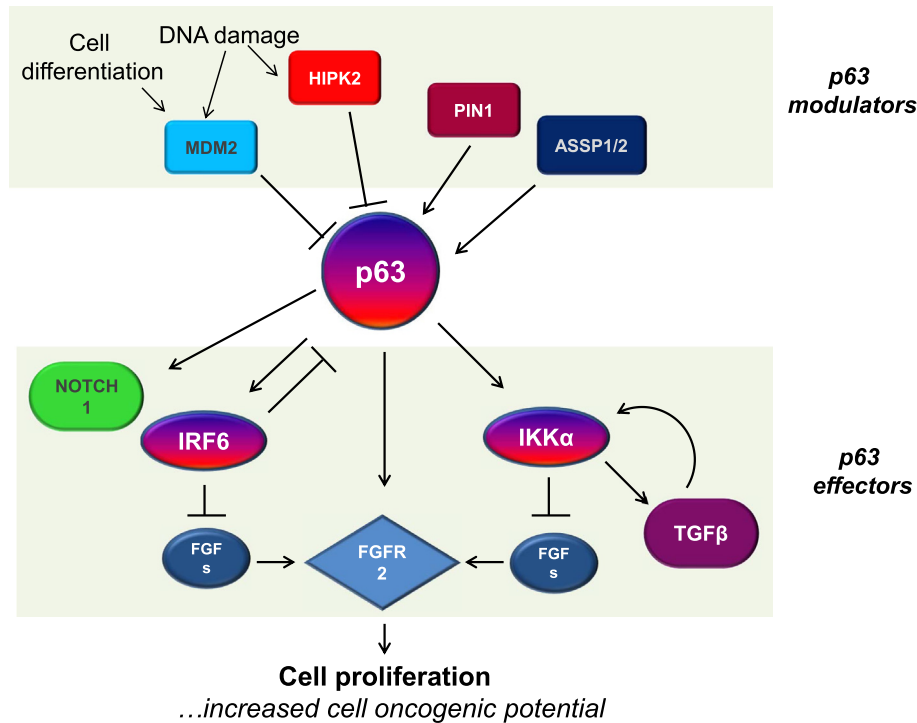 Cell
differentiation
DNA damage
HIPK2
MDM2
PIN1
ASSP1/2
p63
modulators
p63
NOTCH
1
IRF6
IKKα
p63
effectors
FGF
s
FGFR
2
FGF
s
TGFβ
Cell proliferation
...increased cell oncogenic potential